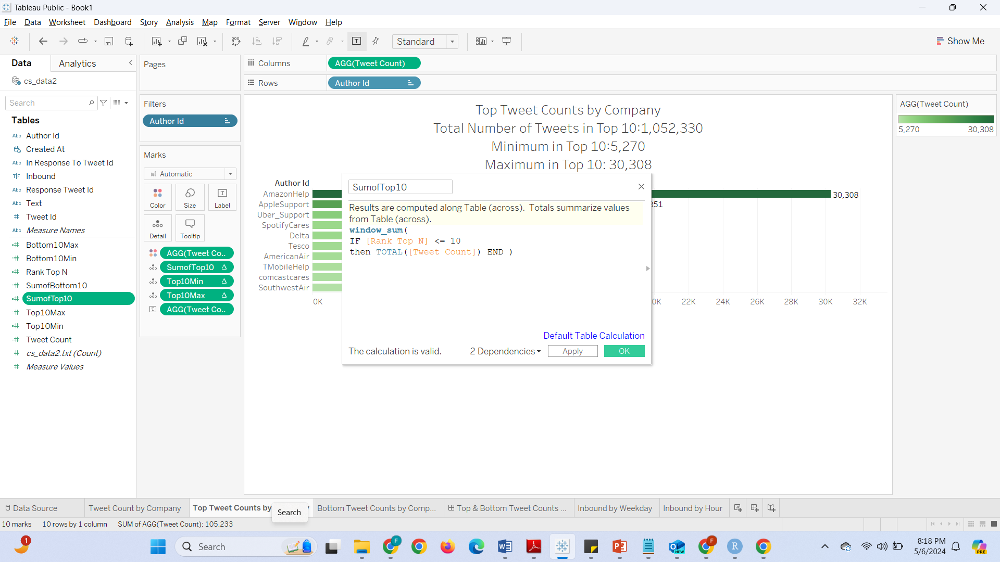 Tableau Public - Book1
File Data Worksheet Dashboard Story Analysis Map Format Server Window Help
Standard
Show Me
Data Analytics
cs_data2
Search
Tables
Abc Author Id
Created At
Abc In Response To Tweet Id
T|F Inbound
Abc Response Tweet Id
Abc Text
# Tweet Id
Abc Measure Names
=# Bottom10Max
=# Bottom10Min
=# Rank Top N
=# SumofBottom10
=# SumofTop10
=# Top10Max
=# Top10Min
=# Tweet Count
# cs_data2.txt (Count)
# Measure Values
Pages
Filters
Author Id
Marks
Automatic
Color Size Label
Detail Tooltip
AGG(Tweet Co..
SumofTop10 Δ
Top10Min Δ
Top10Max Δ
AGG(Tweet Co..
Columns AGG(Tweet Count)
Rows Author Id
Top Tweet Counts by Company
Total Number of Tweets in Top 10:1,052,330
Minimum in Top 10:5,270
Maximum in Top 10: 30,308
Author Id
AmazonHelp 30,308
AppleSupport 351
Uber_Support
SpotifyCares
Delta
Tesco
AmericanAir
TMobileHelp
comcastcares
SouthwestAir
0K 0K 22K 24K 26K 28K 30K 32K
SumofTop10
Results are computed along Table (across). Totals summarize values
from Table (across).
window_sum(
IF [Rank Top N] <= 10
then TOTAL([Tweet Count]) END )
Default Table Calculation
The calculation is valid. 2 Dependencies Apply OK
AGG(Tweet Count)
5,270 30,308
Data Source Tweet Count by Company Top Tweet Counts by y Bottom Tweet Counts by Comp... Top & Bottom Tweet Counts ... Inbound by Weekday Inbound by Hour
Search
10 marks 10 rows by 1 column SUM of AGG(Tweet Count): 105,233
1
Search
F
W
NEW
F
R
8:18 PM
5/6/2024
PRE